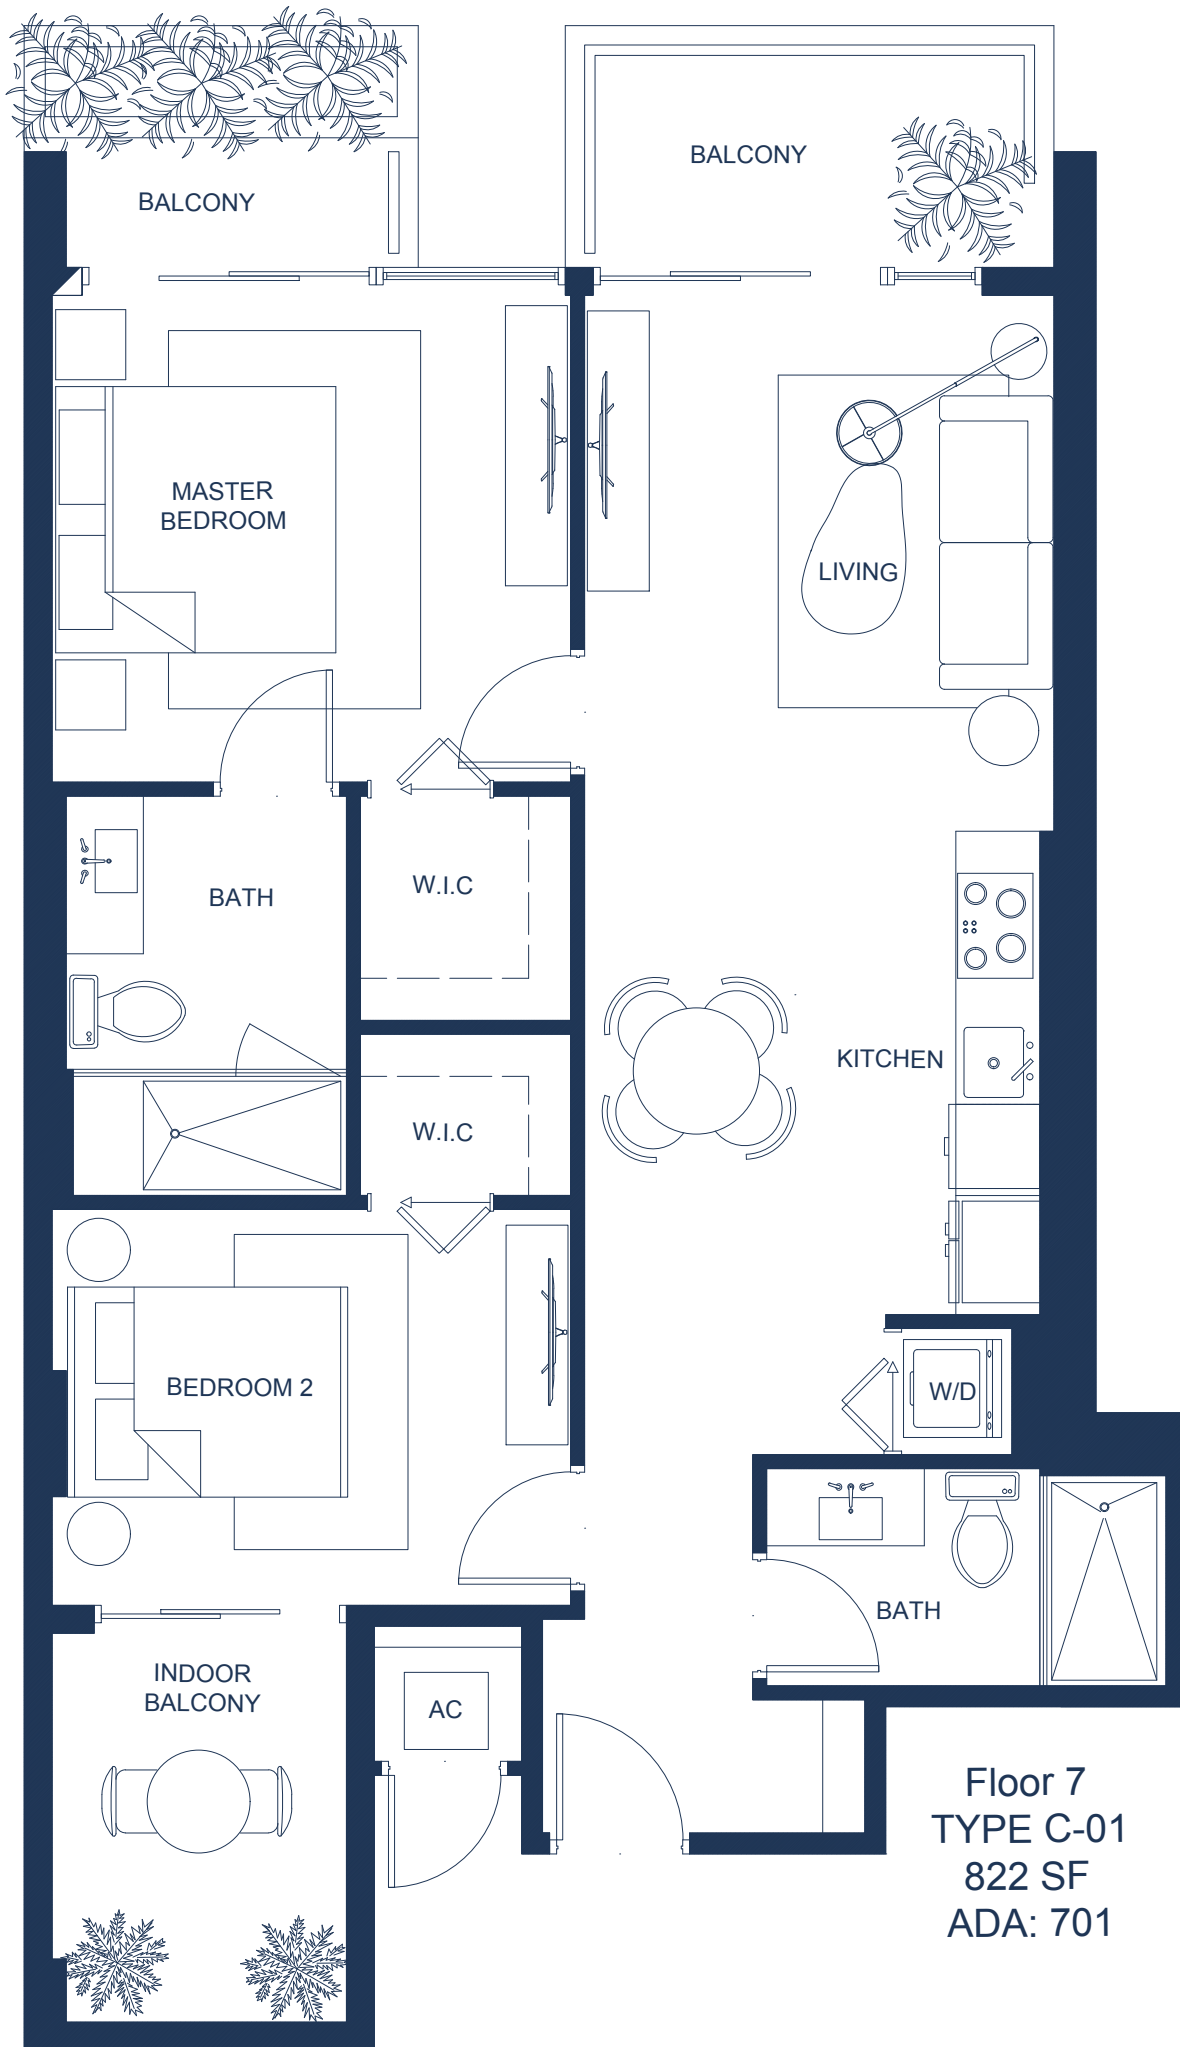 BALCONY
BALCONY
MASTER
BEDROOM
LIVING
BATH
W.I.C
KITCHEN
W.I.C
BEDROOM 2
W/D
BATH
INDOOR
BALCONY
AC
Floor 7
TYPE C-01
822 SF
ADA: 701